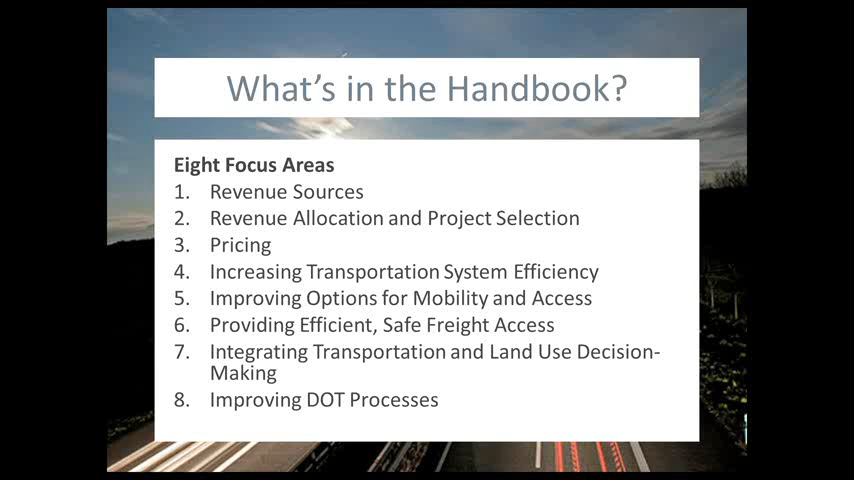 What's in the Handbook?
Eight Focus Areas
1. Revenue Sources
2. Revenue Allocation and Project Selection
3. Pricing
4. Increasing Transportation System Efficiency
5. Improving Options for Mobility and Access
6. Providing Efficient, Safe Freight Access
7. Integrating Transportation and Land Use Decision-
Making
8. Improving DOT Processes